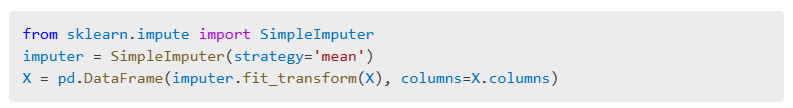 from sklearn.impute import SimpleImputer
imputer = SimpleImputer(strategy='mean')
X = pd.DataFrame(imputer.fit_transform(X), columns=X.columns)